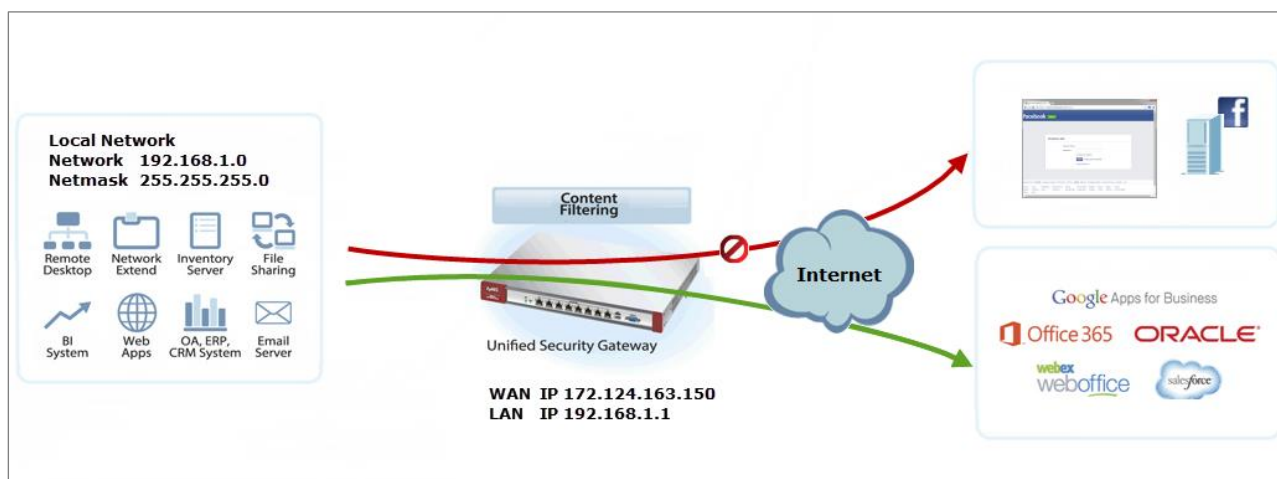 Local Network
Network 192.168.1.0
Netmask 255.255.255.0
Remote
Desktop
Network
Extend
Inventory
Server
File
Sharing
BI
System
Web
Apps
OA, ERP,
CRM System
Email
Server
Content
Filtering
ZyXEL
Unified Security Gateway
WAN IP 172.124.163.150
LAN IP 192.168.1.1
Internet
facebook
f
Google Apps for Business
Office 365
ORACLE
webex
weboffice
salesforce